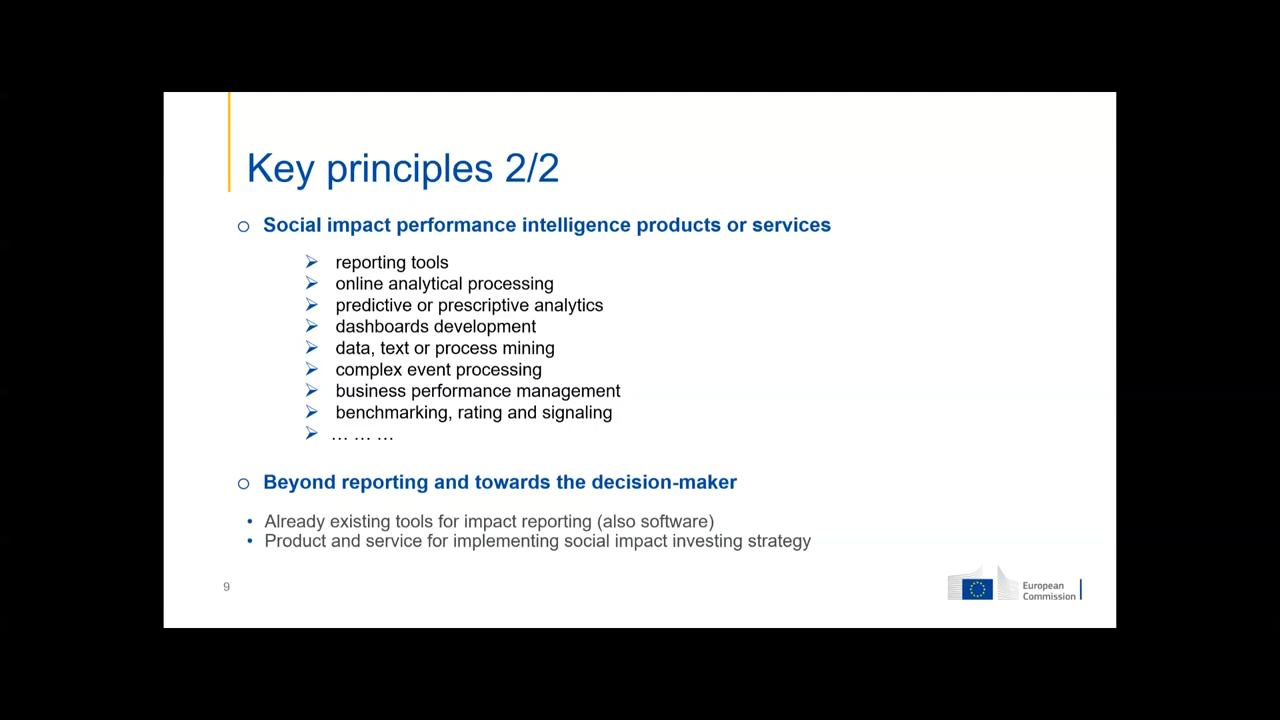 Key principles 2/2
o Social impact performance intelligence products or services
➢ reporting tools
➢ online analytical processing
➢ predictive or prescriptive analytics
➢ dashboards development
➢ data, text or process mining
➢ complex event processing
➢ business performance management
➢ benchmarking, rating and signaling
➢ … … …
o Beyond reporting and towards the decision-maker
• Already existing tools for impact reporting (also software)
• Product and service for implementing social impact investing strategy
9
European
Commission